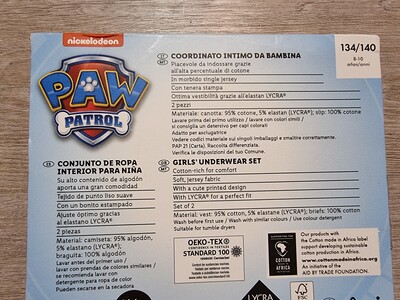 nickelodeon
PAW
PATROL
134/140
8-10
años/anni
IT COORDINATO INTIMO DA BAMBINA
MT Piacevole da indossare grazie
all'alta percentuale di cotone
In morbido single jersey
Con tenera stampa
Ottima vestibilità grazie all'elastan LYCRA®
2 pezzi
Materiale: canotta: 95% cotone, 5% elastan (LYCRA®); slip: 100% cotone
Lavare prima del primo utilizzo / Lavare con colori simili /
si consiglia un detersivo per capi colorati
Adatto per asciugatrice
Vedere codici materiale sui singoli imballaggi e smaltire correttamente.
PAP 21 (Carta). Raccolta differenziata.
Verifica le disposizioni del tuo Comune.
ES CONJUNTO DE ROPA
INTERIOR PARA NIÑA
Su alto contenido de algodón
aporta una gran comodidad
Tejido de punto liso suave
Con un bonito estampado
Ajuste óptimo gracias
al elastano LYCRA®
2 piezas
Material: camiseta: 95% algodón,
5% elastano (LYCRA®);
braguita: 100% algodón
Lavar antes del primer uso /
lavar con prendas de colores similares /
se recomienda lavar con
detergente para ropa de color
Pueden secarse en la secadora
GB GIRLS' UNDERWEAR SET
MT Cotton-rich for comfort
Soft, jersey fabric
With a cute printed design
With LYCRA® for a perfect fit
Set of 2
Material: vest: 95% cotton, 5% elastane (LYCRA®); briefs: 100% cotton
Wash before first use / Wash with similar colours / Use colour detergent
Suitable for tumble dryers
OEKO-TEX®
CONFIDENCE IN TEXTILES
STANDARD 100
COTTON
MADE IN
AFRICA
Our products with
the Cotton made in Africa label
support developing sustainable
cotton production in Africa.
www.cottonmadeinafrica.org
An INITIATIVE of the
AID BY TRADE FOUNDATION.
LYCRA
FSC